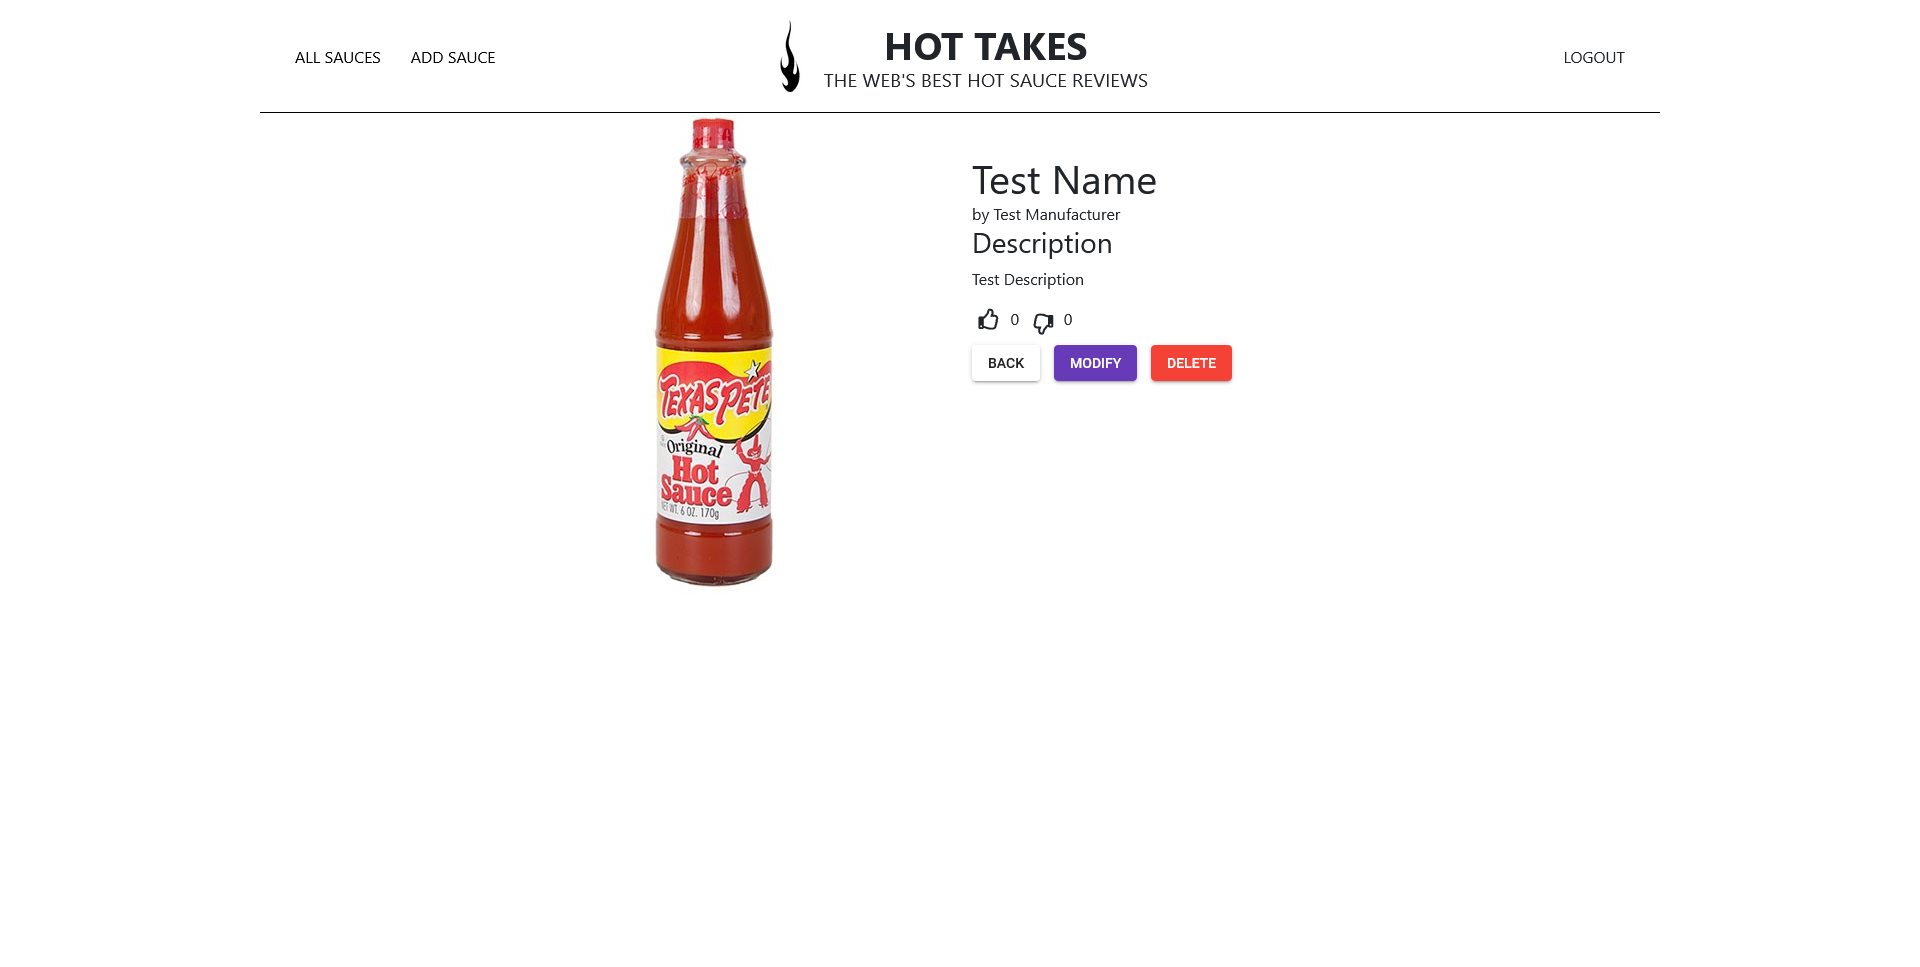 ALL SAUCES
ADD SAUCE
HOT TAKES
THE WEB'S BEST HOT SAUCE REVIEWS
LOGOUT
TEXAS PETE
Original
Hot
Sauce
NET WT. 6 OZ. 170g
Test Name
by Test Manufacturer
Description
Test Description
0 0
BACK MODIFY DELETE